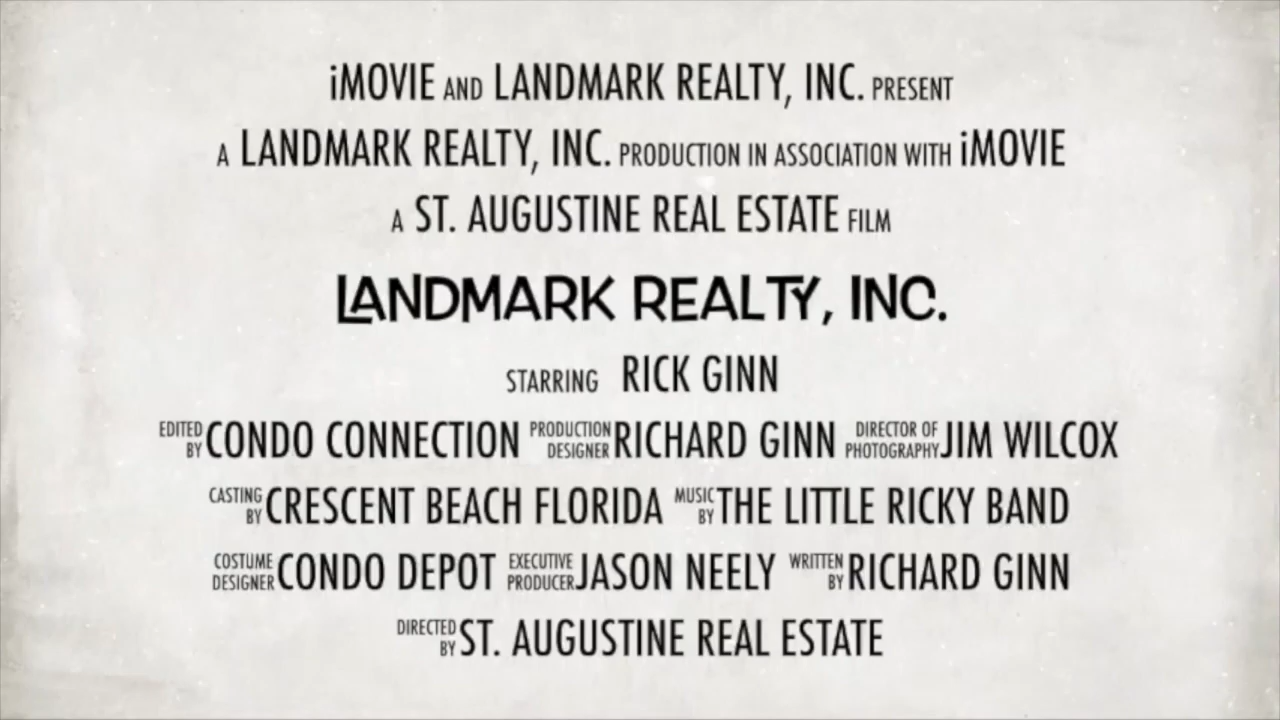 iMOVIE AND LANDMARK REALTY, INC. PRESENT
A LANDMARK REALTY, INC. PRODUCTION IN ASSOCIATION WITH iMOVIE
A ST. AUGUSTINE REAL ESTATE FILM
LANDMARK REALTY, INC.
STARRING RICK GINN
EDITED BY CONDO CONNECTION PRODUCTION DESIGNER RICHARD GINN DIRECTOR OF PHOTOGRAPHY JIM WILCOX
CASTING BY CRESCENT BEACH FLORIDA MUSIC BY THE LITTLE RICKY BAND
COSTUME DESIGNER CONDO DEPOT EXECUTIVE PRODUCER JASON NEELY WRITTEN BY RICHARD GINN
DIRECTED BY ST. AUGUSTINE REAL ESTATE